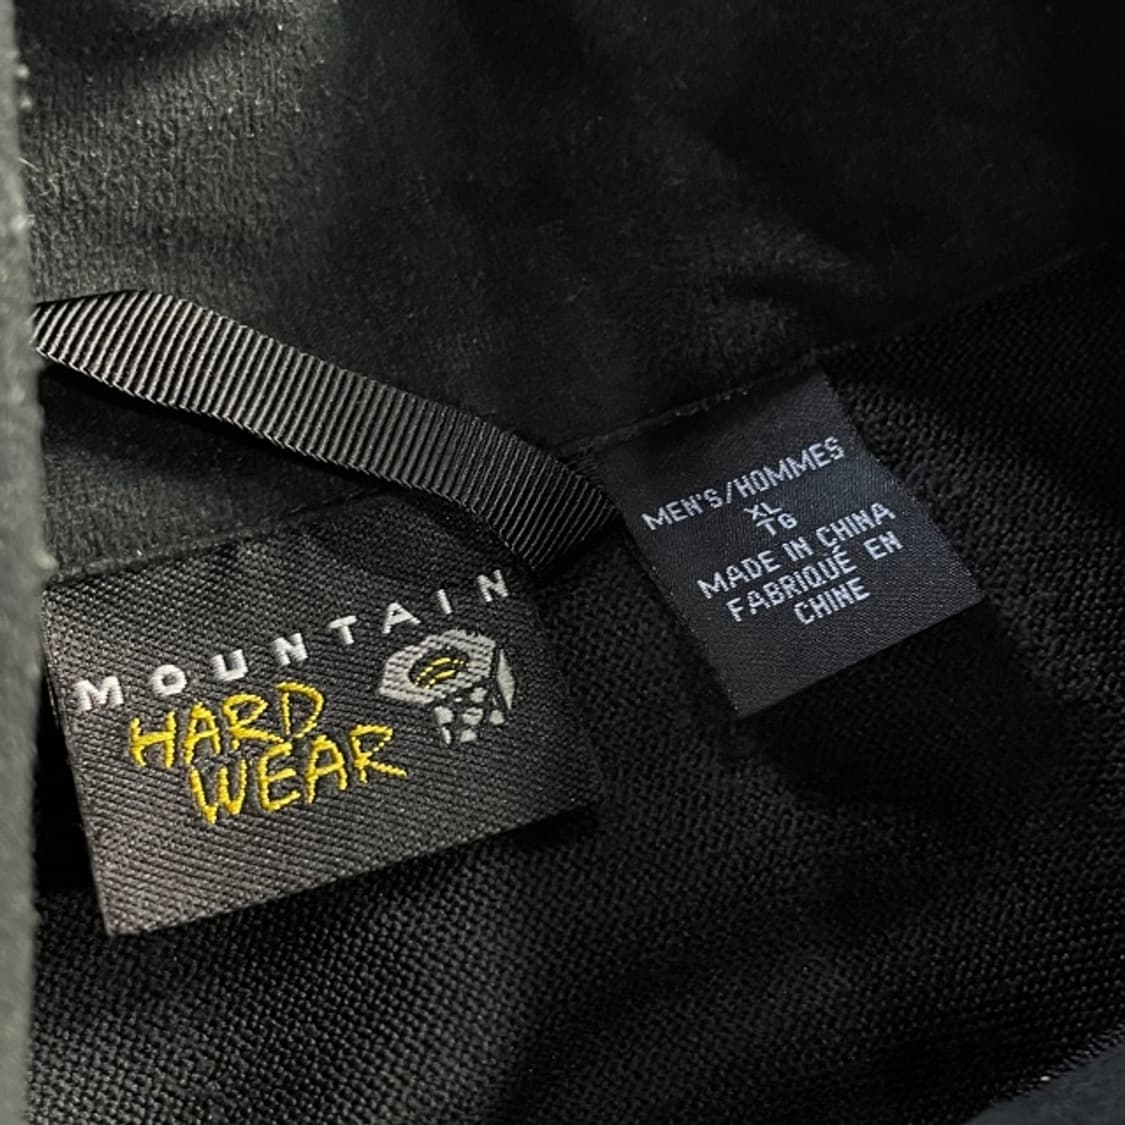 MOUNTAIN
HARD
WEAR
MEN'S/HOMMES
XL
TG
MADE IN CHINA
FABRIQUÉ EN
CHINE